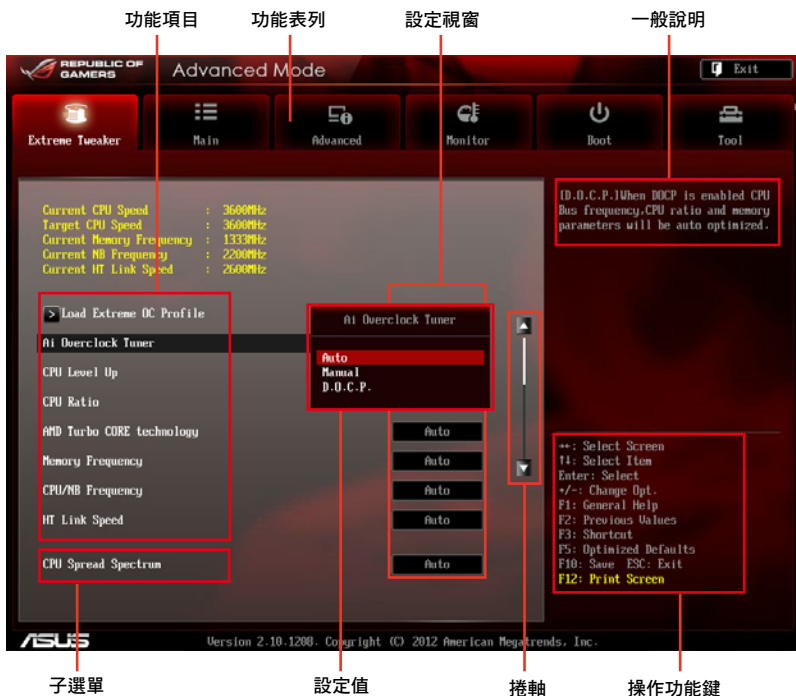 功能項目 功能表列 設定視窗 一般說明
REPUBLIC OF
GAMERS
Advanced Mode
Exit
Extreme Tweaker Main Advanced Monitor Boot Tool
Current CPU Speed : 3600MHz
Target CPU Speed : 3600MHz
Current Memory Frequency : 1333MHz
Current NB Frequency : 2200MHz
Current HT Link Speed : 2600MHz
[D.O.C.P.]When DOCP is enabled CPU
Bus frequency,CPU ratio and memory
parameters will be auto optimized.
> Load Extreme OC Profile
Ai Overclock Tuner
CPU Level Up
CPU Ratio
AMD Turbo CORE technology Auto
Memory Frequency Auto
CPU/NB Frequency Auto
HT Link Speed Auto
CPU Spread Spectrum Auto
Ai Overclock Tuner
Auto
Manual
D.O.C.P.
→←: Select Screen
↑↓: Select Item
Enter: Select
+/-: Change Opt.
F1: General Help
F2: Previous Values
F3: Shortcut
F5: Optimized Defaults
F10: Save ESC: Exit
F12: Print Screen
ASUS
Version 2.10.1208. Copyright (C) 2012 American Megatrends, Inc.
子選單 設定值 捲軸 操作功能鍵